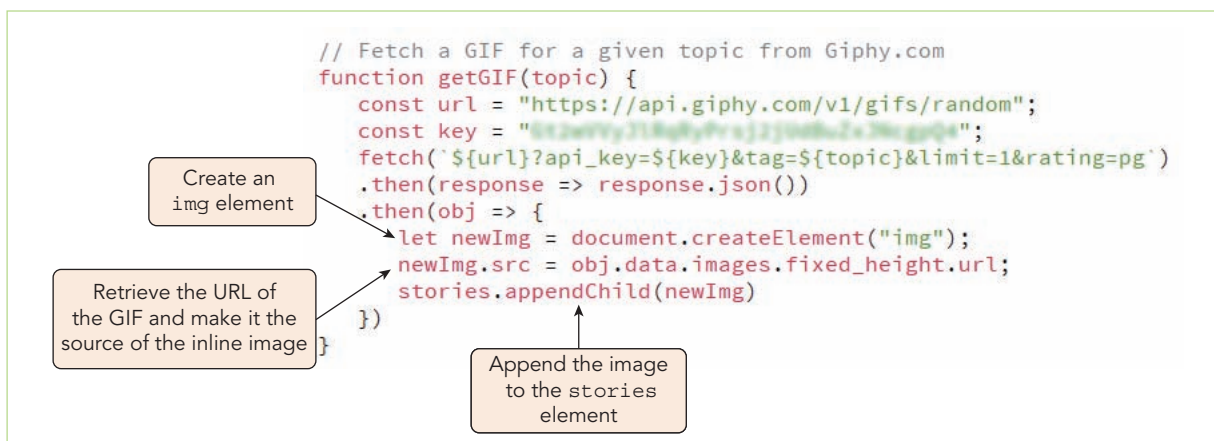 // Fetch a GIF for a given topic from Giphy.com
function getGIF(topic) {
const url = "https://api.giphy.com/v1/gifs/random";
const key = "";
fetch(`${url}?api_key=${key}&tag=${topic}&limit=1&rating=pg`)
.then(response => response.json())
.then(obj => {
let newImg = document.createElement("img");
newImg.src = obj.data.images.fixed_height.url;
stories.appendChild(newImg)
})
}
Create an
img element
Retrieve the URL of
the GIF and make it the
source of the inline image
Append the image
to the stories
element